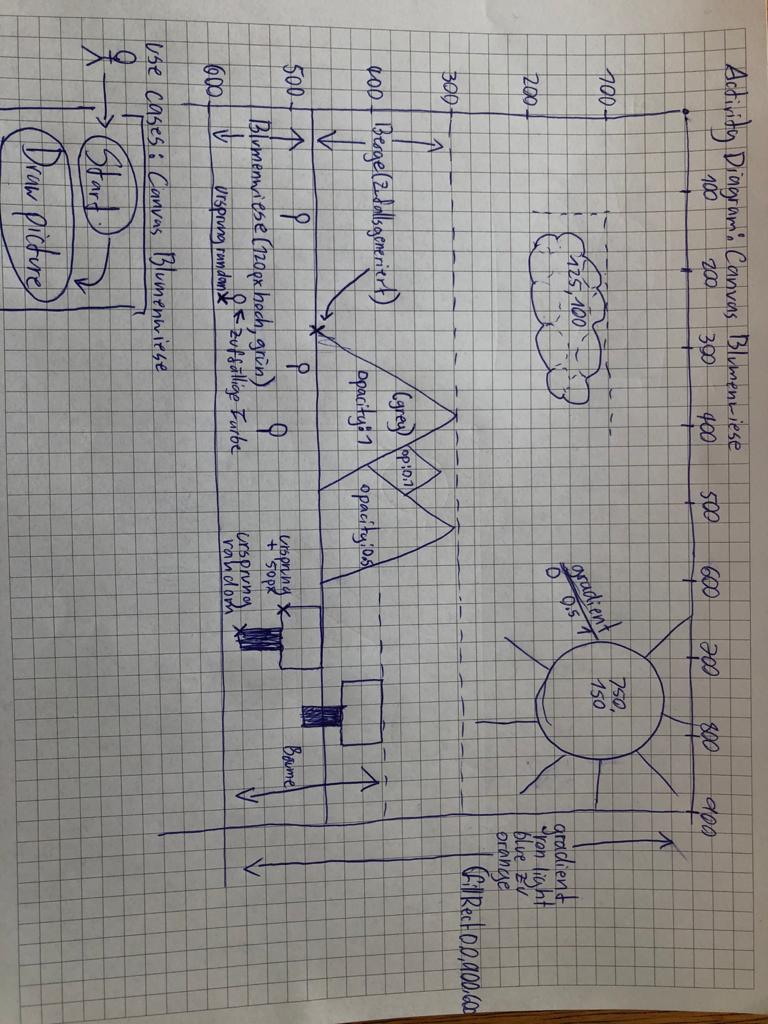 Activity Diagram: Canvas Blumenwiese
100
200
300
400
500
600
700
800
900
100
200
300
400
500
600
125, 100
750,
150
gradient
0 0,5 1
gradient
von light
blue zu
orange
(fillRect 0,0,900,600
Berge (zufallsgeneriert)
(grey)
opacity: 1
op: 0.7
opacity: 0.5
Blumenwiese (120px hoch, grün)
Ursprung random
zufällige Farbe
Ursprung
+ 50px
Ursprung
random
Bäume
Use Cases: Canvas Blumenwiese
Start
Draw picture